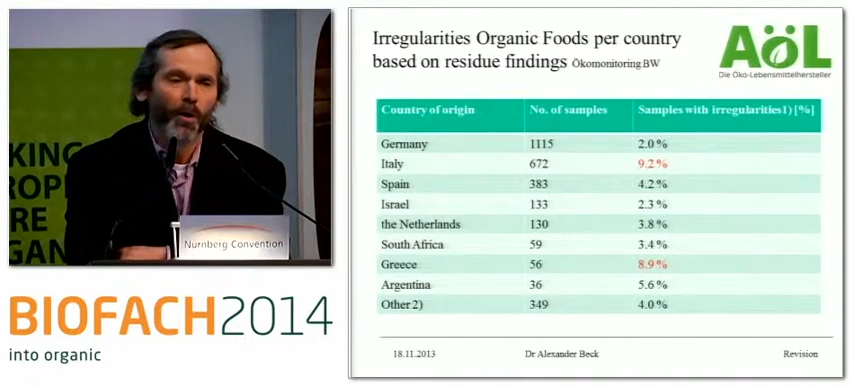 KING
ROP
RE
GAN
Nurnberg Convention
BIOFACH2014
into organic
Irregularities Organic Foods per country
based on residue findings Ökomonitoring BW
AöL
Die Öko-Lebensmittelhersteller
Country of origin No. of samples Samples with irregularities1) [%]
Germany 1115 2.0 %
Italy 672 9.2 %
Spain 383 4.2 %
Israel 133 2.3 %
the Netherlands 130 3.8 %
South Africa 59 3.4 %
Greece 56 8.9 %
Argentina 36 5.6 %
Other 2) 349 4.0 %
18.11.2013 Dr Alexander Beck Revision